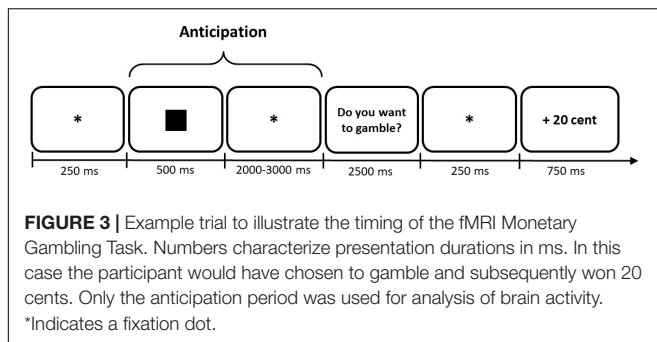 Anticipation
*
*
Do you want
to gamble?
*
+ 20 cent
250 ms
500 ms
2000-3000 ms
2500 ms
250 ms
750 ms
FIGURE 3 | Example trial to illustrate the timing of the fMRI Monetary
Gambling Task. Numbers characterize presentation durations in ms. In this
case the participant would have chosen to gamble and subsequently won 20
cents. Only the anticipation period was used for analysis of brain activity.
*Indicates a fixation dot.